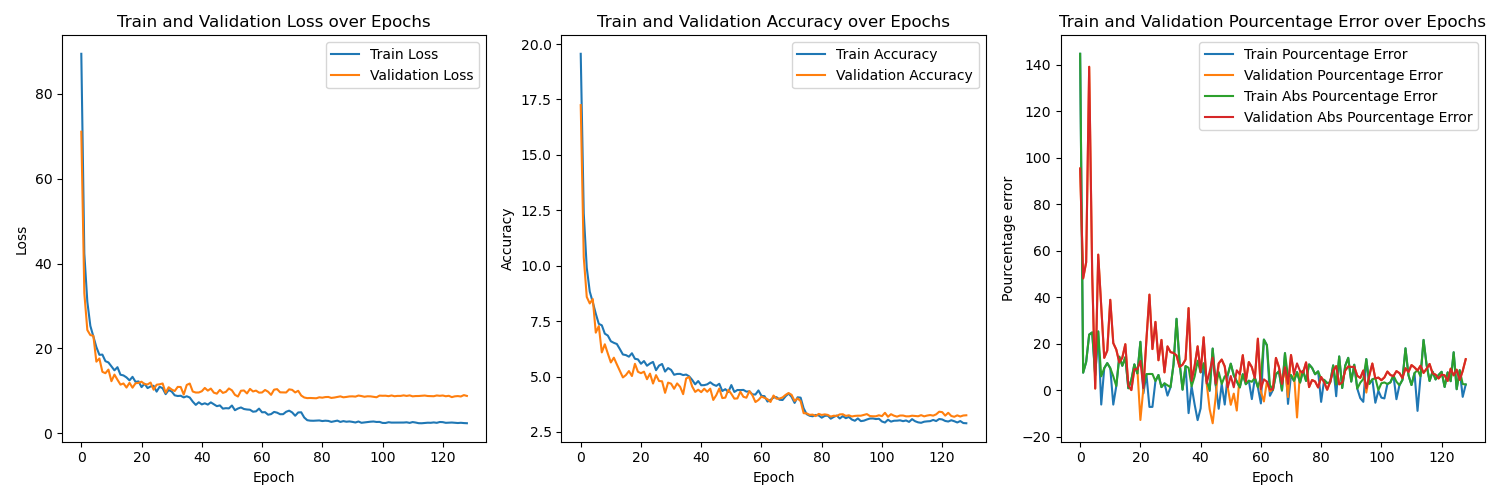 Train and Validation Loss over Epochs
Train Loss
Validation Loss
80
60
40
20
0
Loss
0 20 40 60 80 100 120
Epoch
Train and Validation Accuracy over Epochs
Train Accuracy
Validation Accuracy
20.0
17.5
15.0
12.5
10.0
7.5
5.0
2.5
Accuracy
0 20 40 60 80 100 120
Epoch
Train and Validation Pourcentage Error over Epochs
Train Pourcentage Error
Validation Pourcentage Error
Train Abs Pourcentage Error
Validation Abs Pourcentage Error
140
120
100
80
60
40
20
0
−20
Pourcentage error
0 20 40 60 80 100 120
Epoch